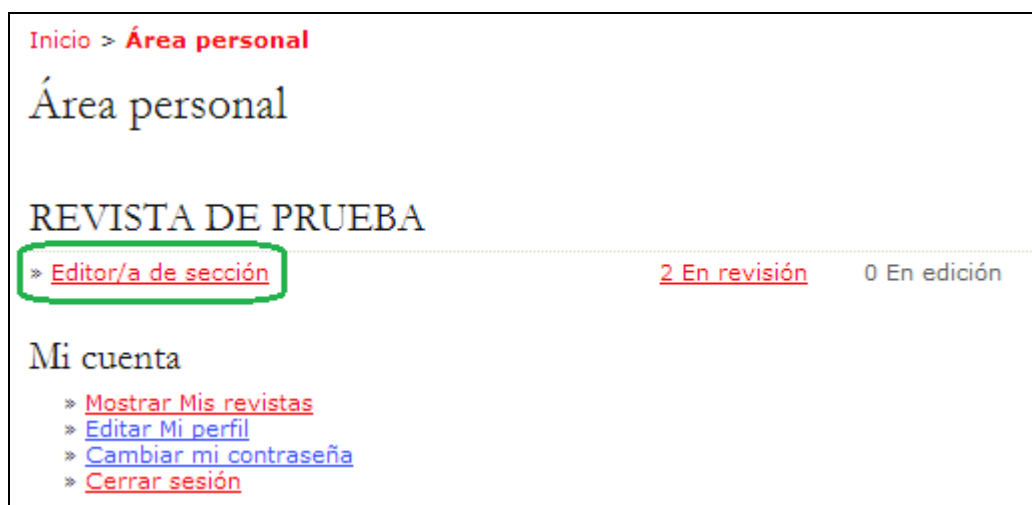 Inicio > Área personal
Área personal
REVISTA DE PRUEBA
» Editor/a de sección 2 En revisión 0 En edición
Mi cuenta
» Mostrar Mis revistas
» Editar Mi perfil
» Cambiar mi contraseña
» Cerrar sesión